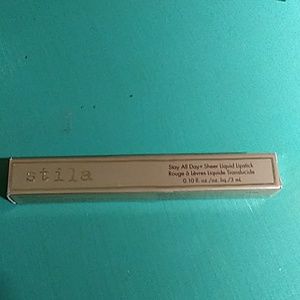 stila
Stay All Day® Sheer Liquid Lipstick
Rouge à Lèvres Liquide Translucide
0.10 fl. oz./oz. liq./3 mL